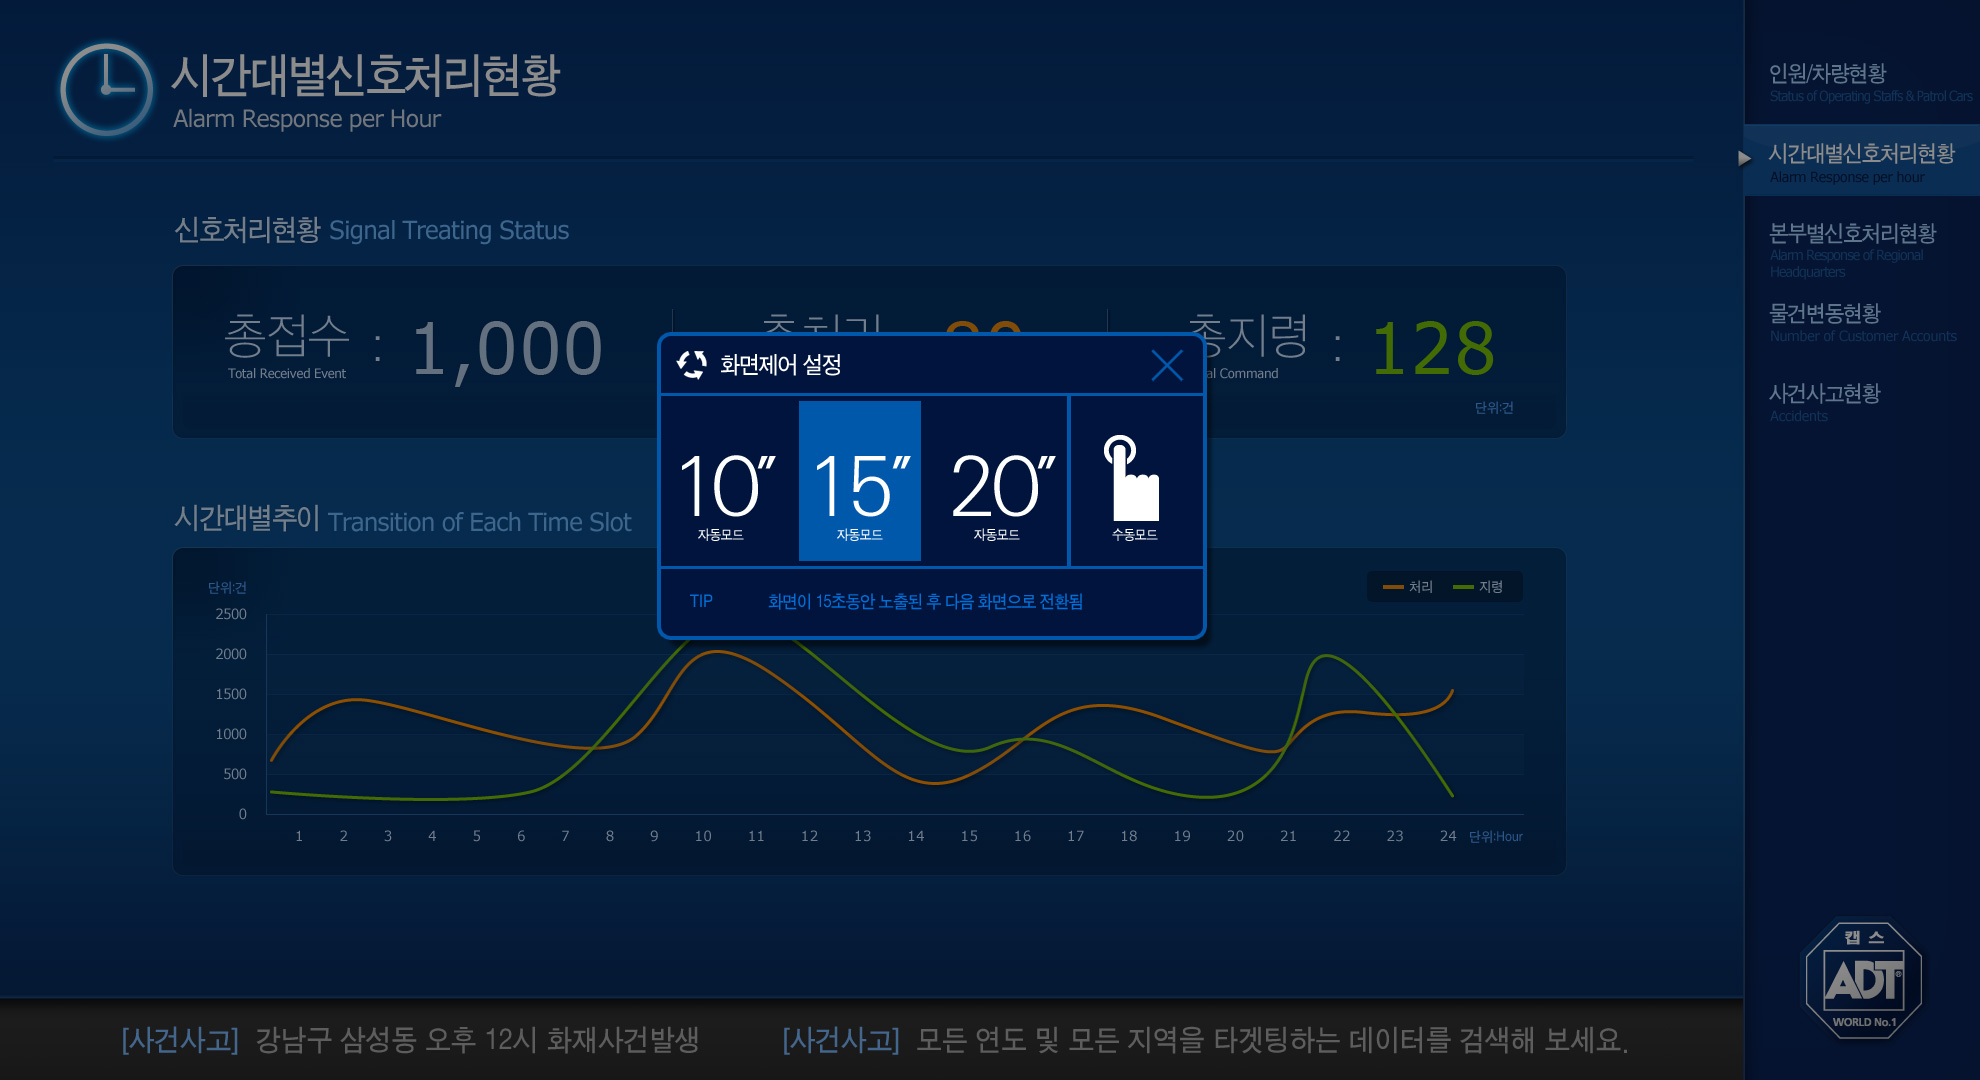 시간대별신호처리현황
Alarm Response per Hour
신호처리현황 Signal Treating Status
총접수 : 1,000
Total Received Event
총지령 : 128
Command
단위:건
화면제어 설정
10″
자동모드
15″
자동모드
20″
자동모드
수동모드
TIP 화면이 15초동안 노출된 후 다음 화면으로 전환됨
시간대별추이 Transition of Each Time Slot
단위:건
처리 지령
2500
2000
1500
1000
500
0
1 2 3 4 5 6 7 8 9 10 11 12 13 14 15 16 17 18 19 20 21 22 23 24 단위:Hour
[사건사고] 강남구 삼성동 오후 12시 화재사건발생 [사건사고] 모든 연도 및 모든 지역을 타겟팅하는 데이터를 검색해 보세요.
인원/차량현황
Status of Operating Staffs & Patrol Cars
시간대별신호처리현황
Alarm Response per hour
본부별신호처리현황
Alarm Response of Regional
Headquarters
물건변동현황
Number of Customer Accounts
사건사고현황
Accidents
캡스
ADT®
WORLD No.1